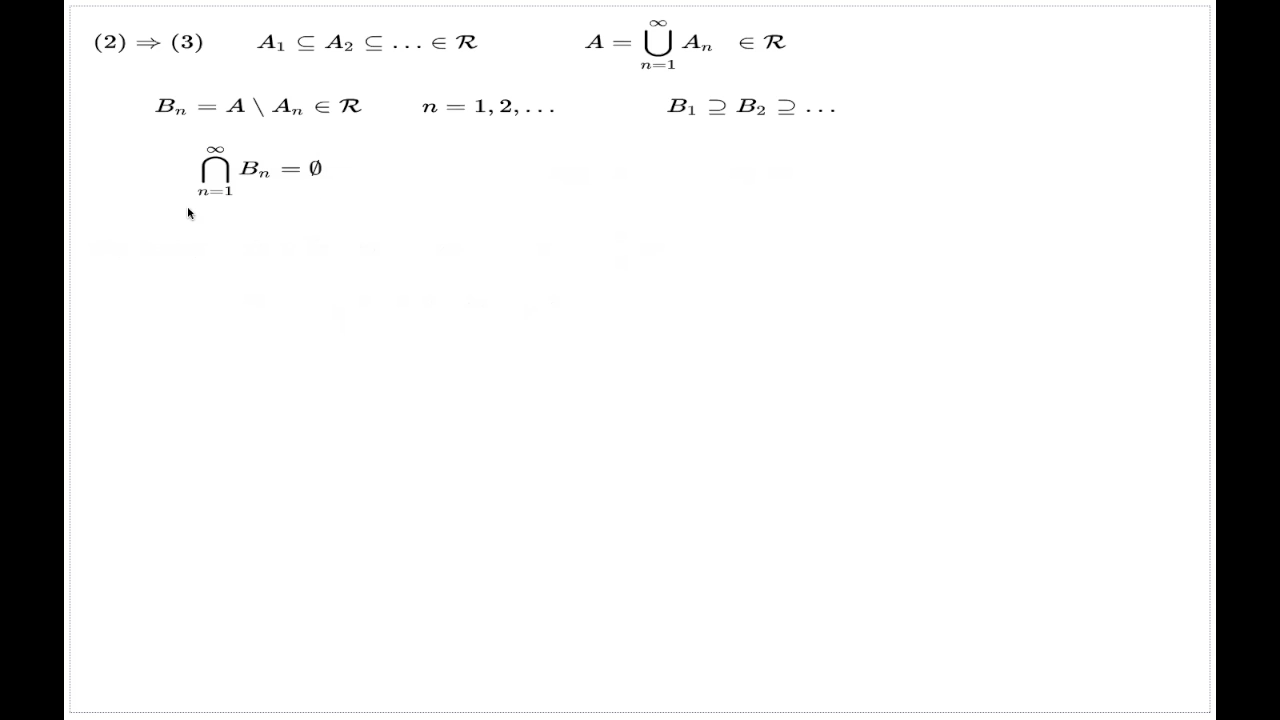 (2) ⇒ (3) A₁ ⊆ A₂ ⊆ … ∈ ℛ A = ⋃_{n=1}^{∞} Aₙ ∈ ℛ
Bₙ = A \ Aₙ ∈ ℛ n = 1, 2, … B₁ ⊇ B₂ ⊇ …
⋂_{n=1}^{∞} Bₙ = ∅